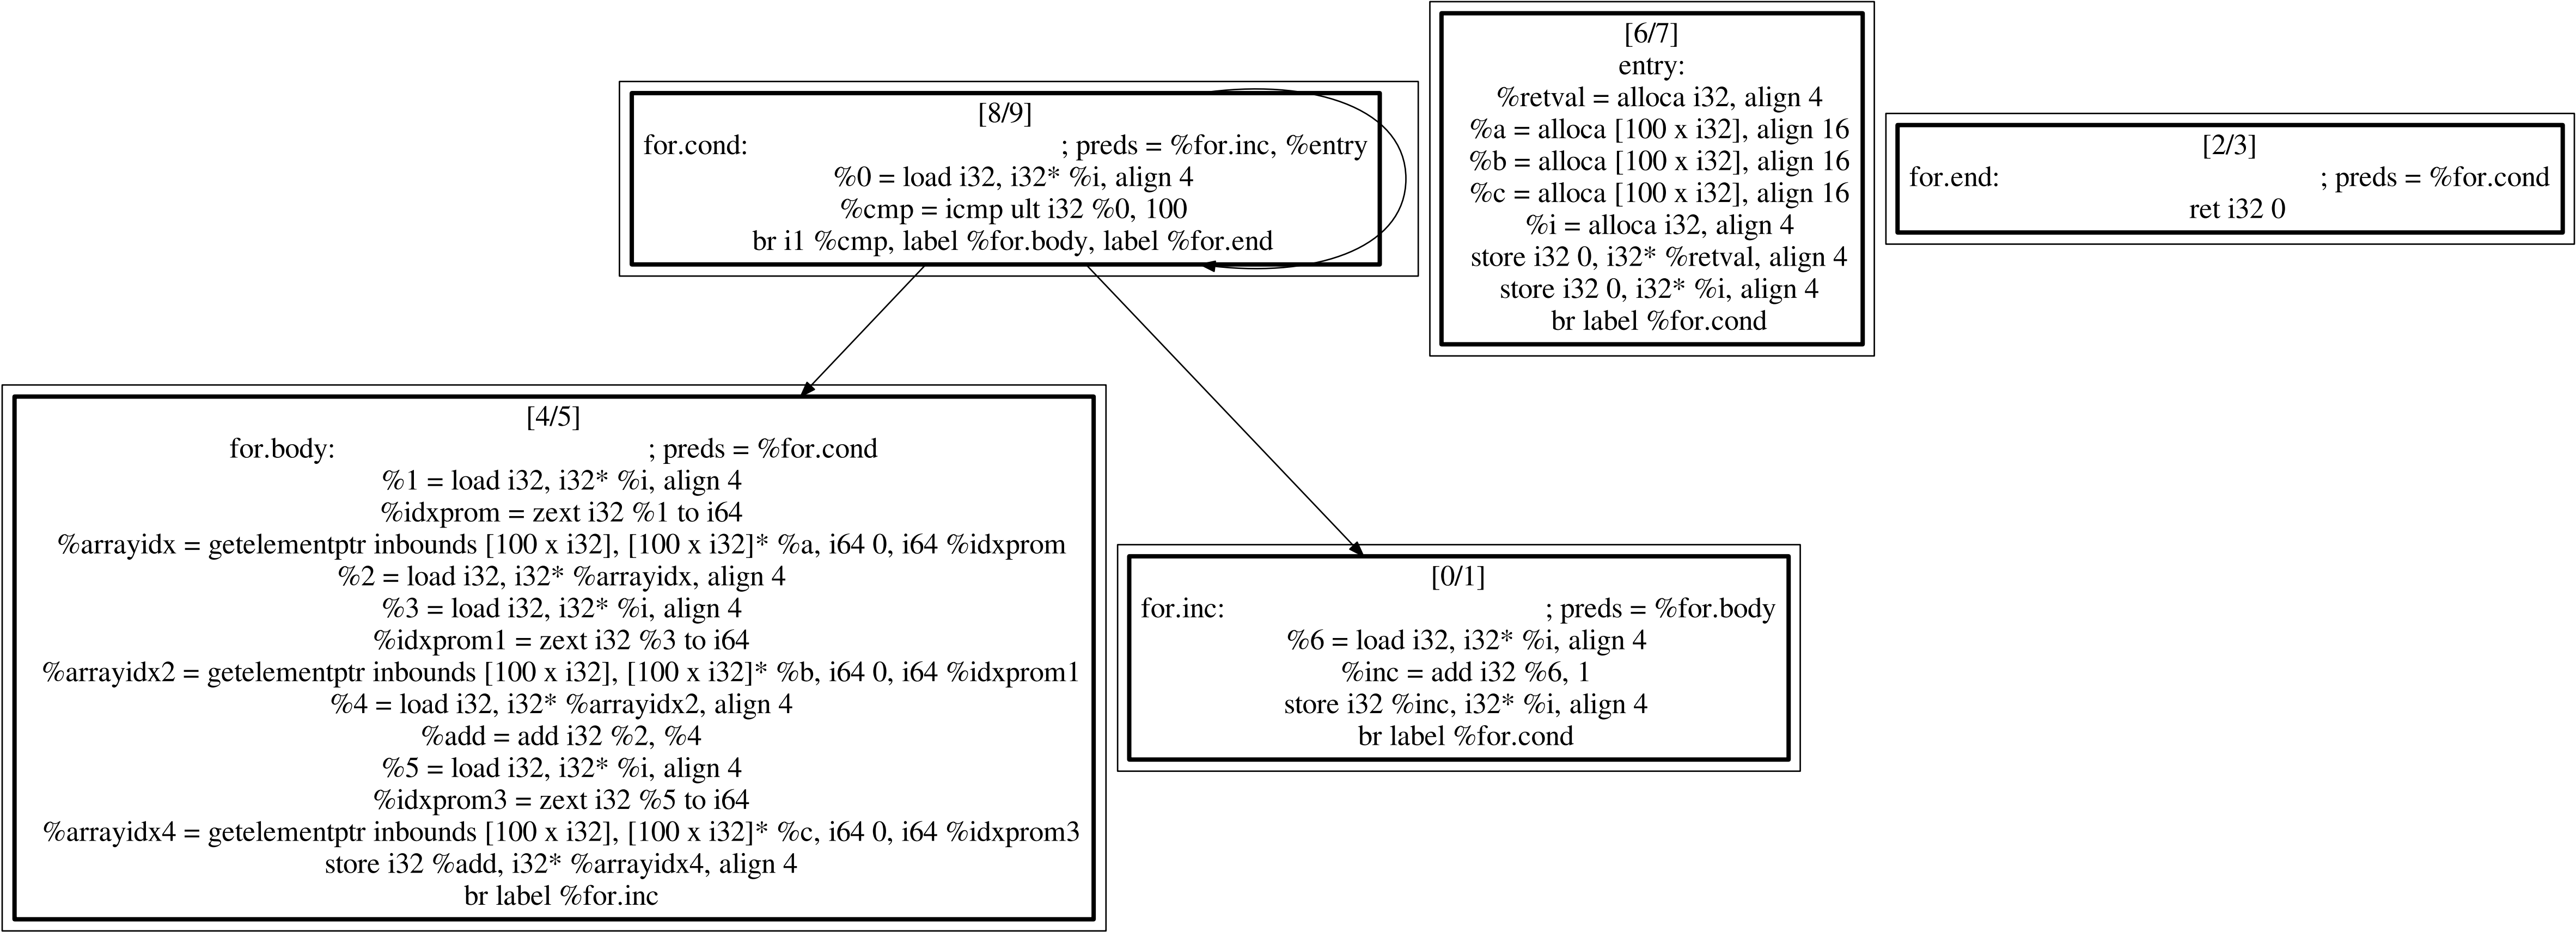 [8/9]
for.cond: ; preds = %for.inc, %entry
%0 = load i32, i32* %i, align 4
%cmp = icmp ult i32 %0, 100
br i1 %cmp, label %for.body, label %for.end
[6/7]
entry:
%retval = alloca i32, align 4
%a = alloca [100 x i32], align 16
%b = alloca [100 x i32], align 16
%c = alloca [100 x i32], align 16
%i = alloca i32, align 4
store i32 0, i32* %retval, align 4
store i32 0, i32* %i, align 4
br label %for.cond
[2/3]
for.end: ; preds = %for.cond
ret i32 0
[4/5]
for.body: ; preds = %for.cond
%1 = load i32, i32* %i, align 4
%idxprom = zext i32 %1 to i64
%arrayidx = getelementptr inbounds [100 x i32], [100 x i32]* %a, i64 0, i64 %idxprom
%2 = load i32, i32* %arrayidx, align 4
%3 = load i32, i32* %i, align 4
%idxprom1 = zext i32 %3 to i64
%arrayidx2 = getelementptr inbounds [100 x i32], [100 x i32]* %b, i64 0, i64 %idxprom1
%4 = load i32, i32* %arrayidx2, align 4
%add = add i32 %2, %4
%5 = load i32, i32* %i, align 4
%idxprom3 = zext i32 %5 to i64
%arrayidx4 = getelementptr inbounds [100 x i32], [100 x i32]* %c, i64 0, i64 %idxprom3
store i32 %add, i32* %arrayidx4, align 4
br label %for.inc
[0/1]
for.inc: ; preds = %for.body
%6 = load i32, i32* %i, align 4
%inc = add i32 %6, 1
store i32 %inc, i32* %i, align 4
br label %for.cond